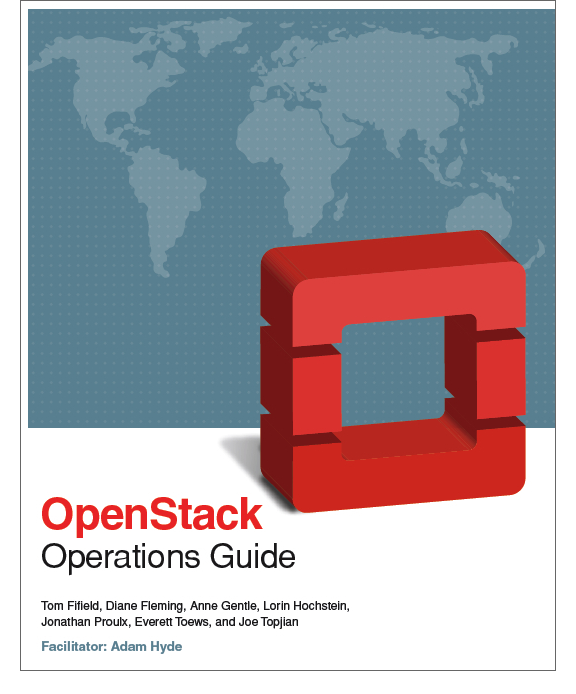 OpenStack
Operations Guide
Tom Fifield, Diane Fleming, Anne Gentle, Lorin Hochstein,
Jonathan Proulx, Everett Toews, and Joe Topjian
Facilitator: Adam Hyde